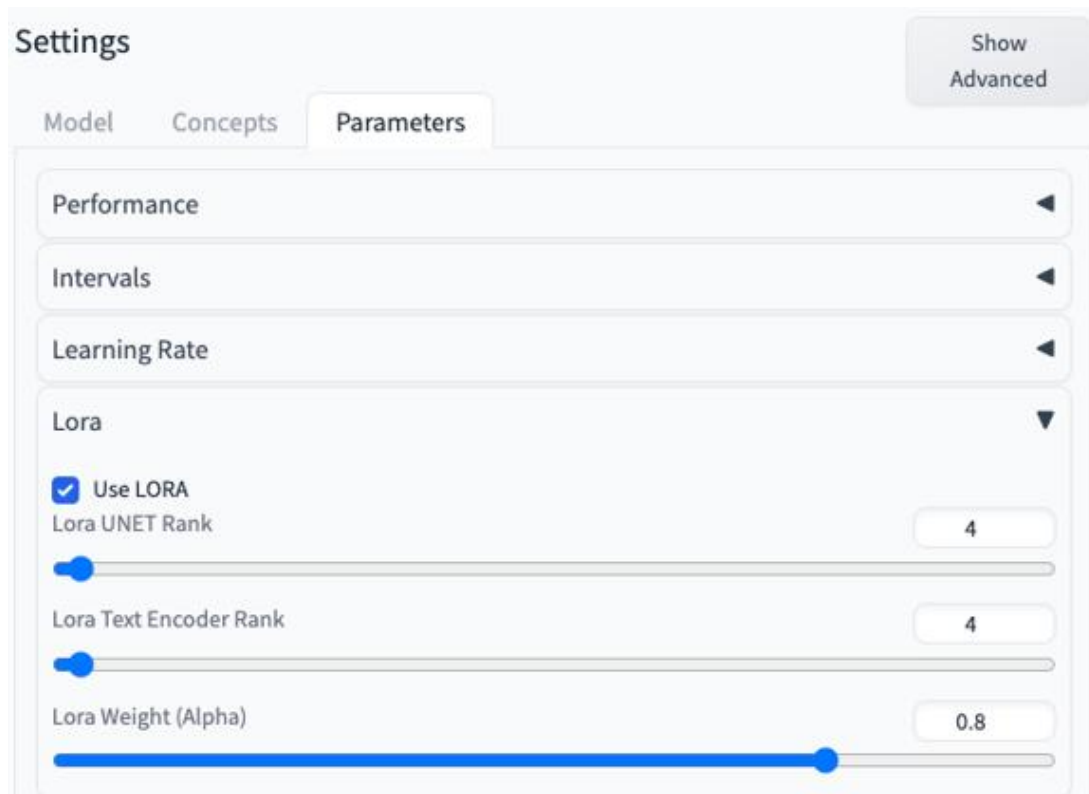 Settings
Show
Advanced
Model Concepts Parameters
Performance
Intervals
Learning Rate
Lora
Use LORA
Lora UNET Rank 4
Lora Text Encoder Rank 4
Lora Weight (Alpha) 0.8